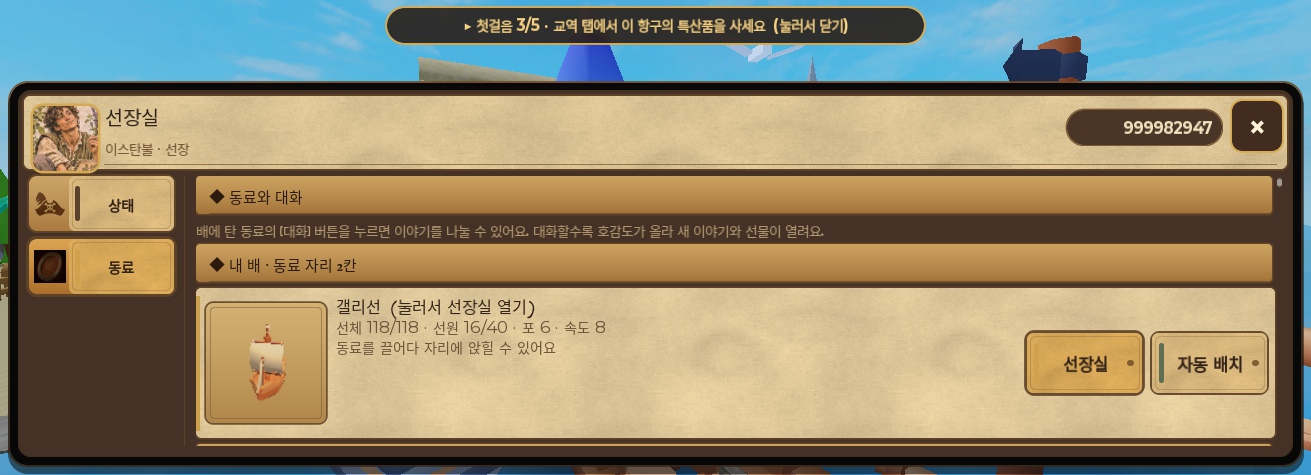 ▸ 첫걸음 3/5 · 교역 탭에서 이 항구의 특산품을 사세요 (눌러서 닫기)
선장실
이스탄불 · 선장
999982947
×
상태
동료
◆ 동료와 대화
배에 탄 동료의 [대화] 버튼을 누르면 이야기를 나눌 수 있어요. 대화할수록 호감도가 올라 새 이야기와 선물이 열려요.
◆ 내 배 · 동료 자리 2칸
갤리선 (눌러서 선장실 열기)
선체 118/118 · 선원 16/40 · 포 6 · 속도 8
동료를 끌어다 자리에 앉힐 수 있어요
선장실
자동 배치